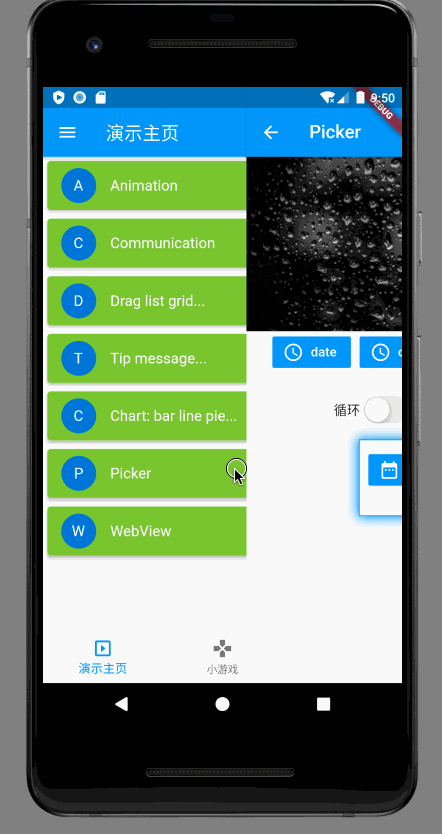 9:50
DEBUG
演示主页
Picker
A Animation
C Communication
D Drag list grid...
T Tip message...
C Chart: bar line pie...
P Picker
W WebView
date
循环
演示主页
小游戏